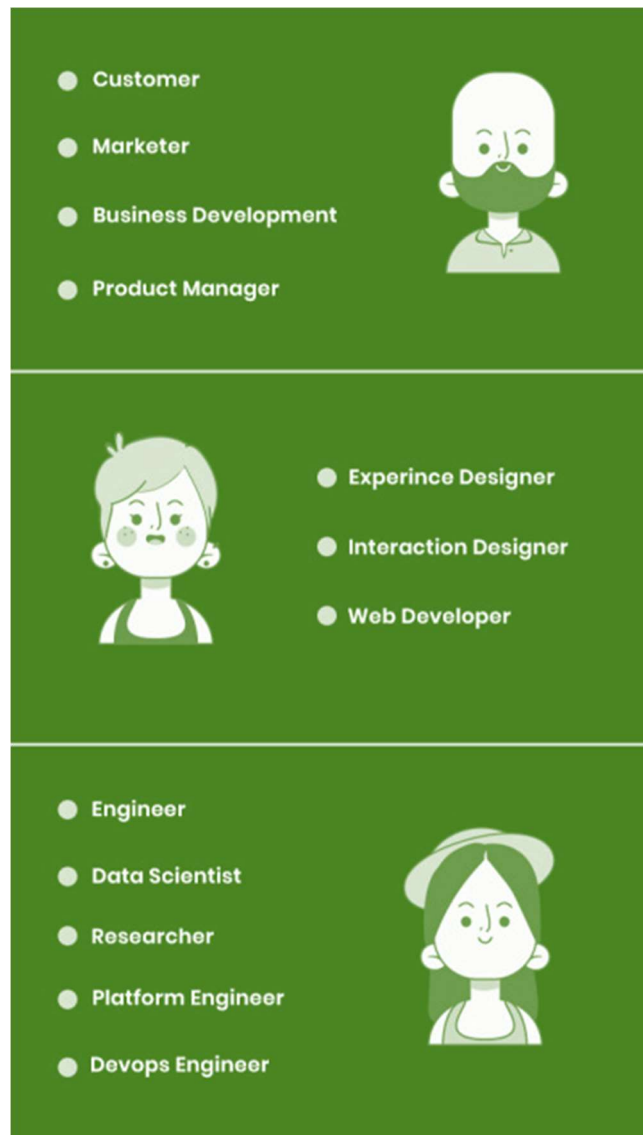 Customer
Marketer
Business Development
Product Manager
Experince Designer
Interaction Designer
Web Developer
Engineer
Data Scientist
Researcher
Platform Engineer
Devops Engineer